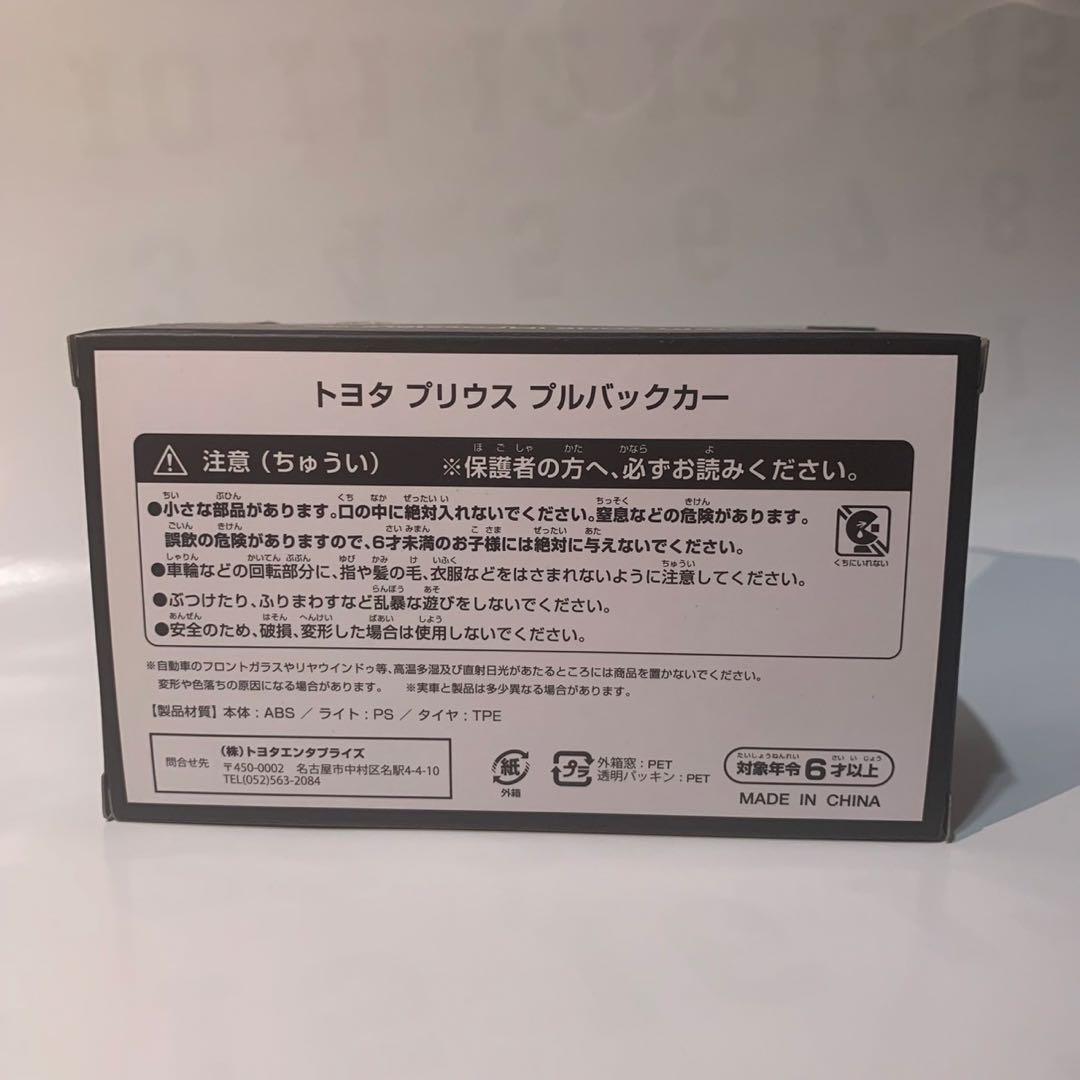 トヨタ プリウス プルバックカー
注意（ちゅうい） ※保護者の方へ、必ずお読みください。
●小さな部品があります。口の中に絶対入れないでください。窒息などの危険があります。
誤飲の危険がありますので、6才未満のお子様には絶対に与えないでください。
くちにいれない
●車輪などの回転部分に、指や髪の毛、衣服などをはさまれないように注意してください。
●ぶつけたり、ふりまわすなど乱暴な遊びをしないでください。
●安全のため、破損、変形した場合は使用しないでください。
※自動車のフロントガラスやリヤウインドゥ等、高温多湿及び直射日光があたるところには商品を置かないでください。
変形や色落ちの原因になる場合があります。 ※実車と製品は多少異なる場合があります。
【製品材質】本体：ABS ／ ライト：PS ／ タイヤ：TPE
問合せ先
（株）トヨタエンタプライズ
〒450-0002 名古屋市中村区名駅4-4-10
TEL(052)563-2084
紙
外箱
プラ
外箱窓：PET
透明パッキン：PET
対象年令6才以上
MADE IN CHINA